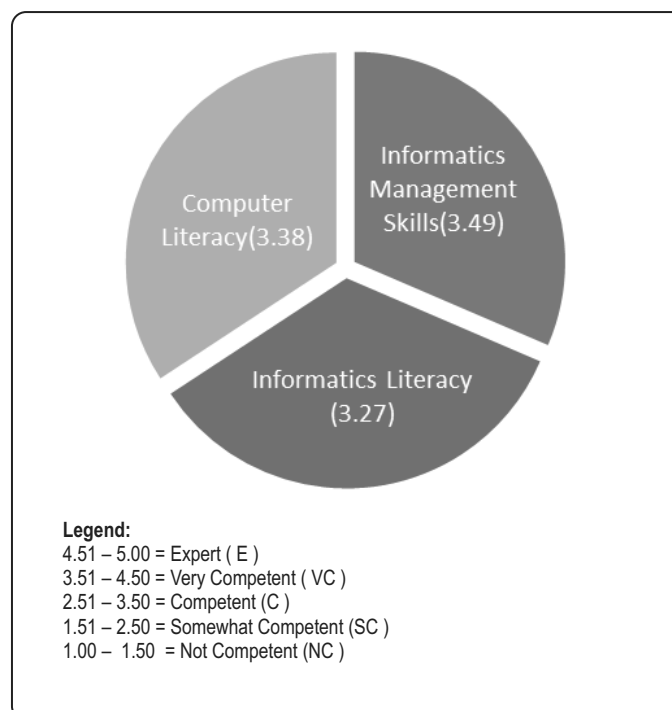 Informatics
Management
Skills(3.49)
Computer
Literacy(3.38)
Informatics Literacy
(3.27)
Legend:
4.51 – 5.00 = Expert ( E )
3.51 – 4.50 = Very Competent ( VC )
2.51 – 3.50 = Competent (C )
1.51 – 2.50 = Somewhat Competent (SC )
1.00 – 1.50 = Not Competent (NC )